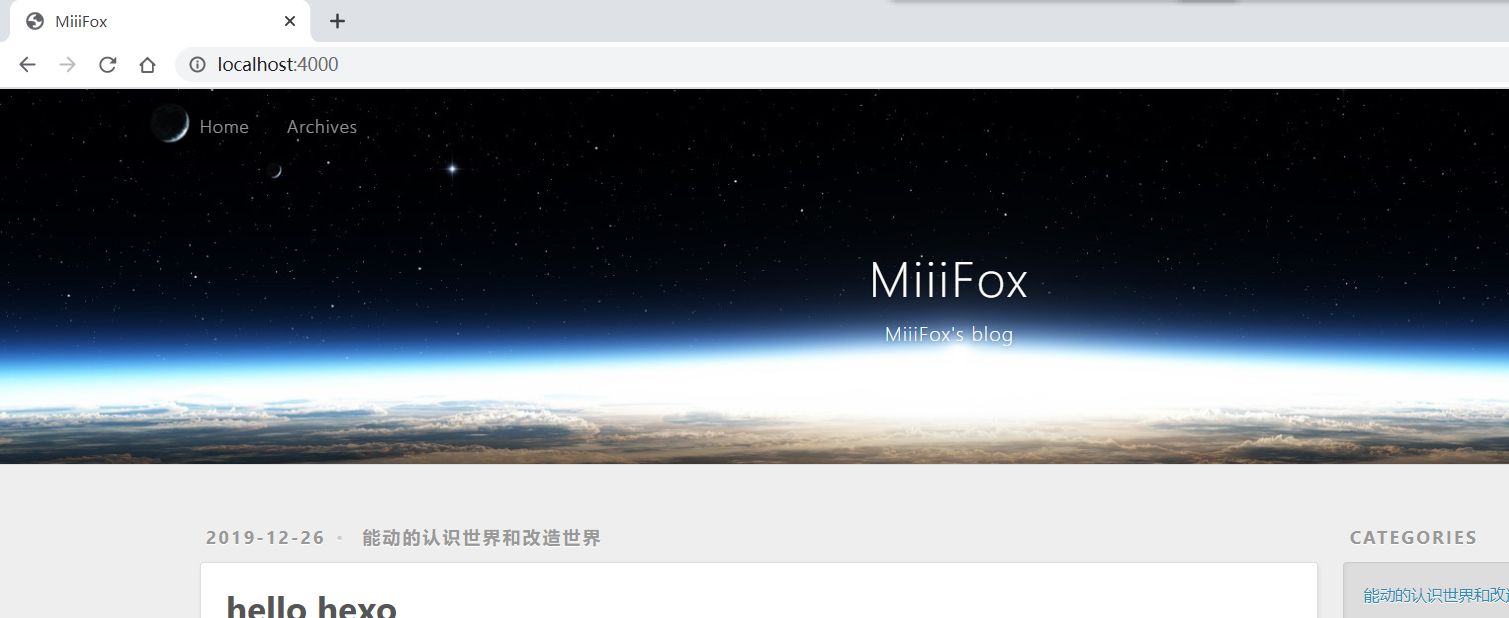 MiiiFox
localhost:4000
Home Archives
MiiiFox
MiiiFox's blog
2019-12-26 • 能动的认识世界和改造世界
CATEGORIES
hello hexo
能动的认识世界和改